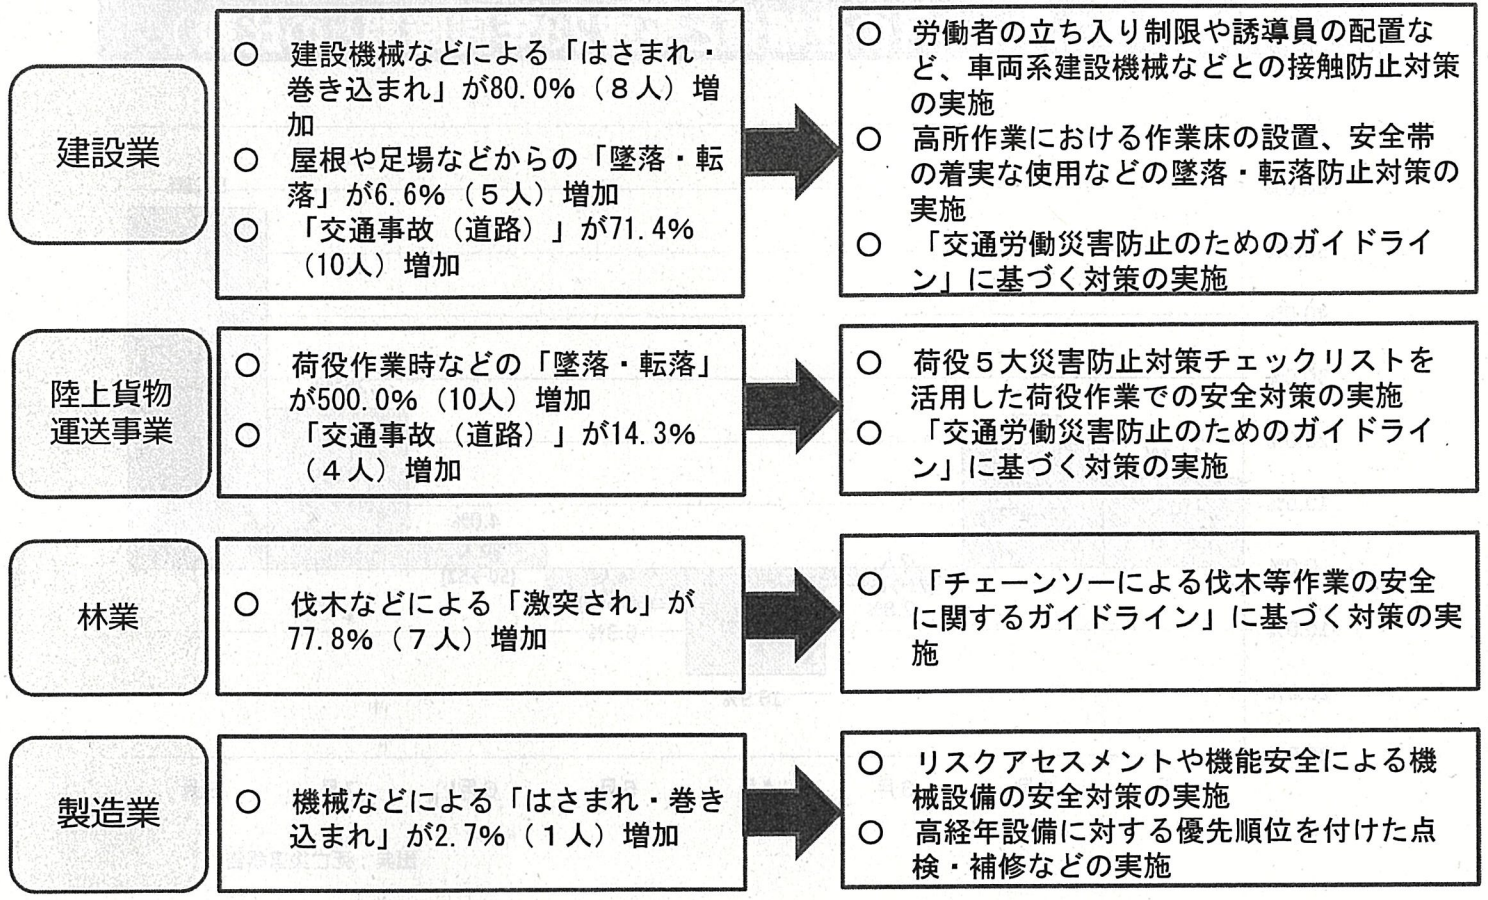 建設業
○ 建設機械などによる「はさまれ・
巻き込まれ」が80.0%（８人）増
加
○ 屋根や足場などからの「墜落・転
落」が6.6%（５人）増加
○ 「交通事故（道路）」が71.4%
（10人）増加
○ 労働者の立ち入り制限や誘導員の配置な
ど、車両系建設機械などとの接触防止対策
の実施
○ 高所作業における作業床の設置、安全帯
の着実な使用などの墜落・転落防止対策の
実施
○ 「交通労働災害防止のためのガイドライ
ン」に基づく対策の実施
陸上貨物
運送事業
○ 荷役作業時などの「墜落・転落」
が500.0%（10人）増加
○ 「交通事故（道路）」が14.3%
（４人）増加
○ 荷役５大災害防止対策チェックリストを
活用した荷役作業での安全対策の実施
○ 「交通労働災害防止のためのガイドライ
ン」に基づく対策の実施
林業
○ 伐木などによる「激突され」が
77.8%（７人）増加
○ 「チェーンソーによる伐木等作業の安全
に関するガイドライン」に基づく対策の実
施
製造業
○ 機械などによる「はさまれ・巻き
込まれ」が2.7%（１人）増加
○ リスクアセスメントや機能安全による機
械設備の安全対策の実施
○ 高経年設備に対する優先順位を付けた点
検・補修などの実施